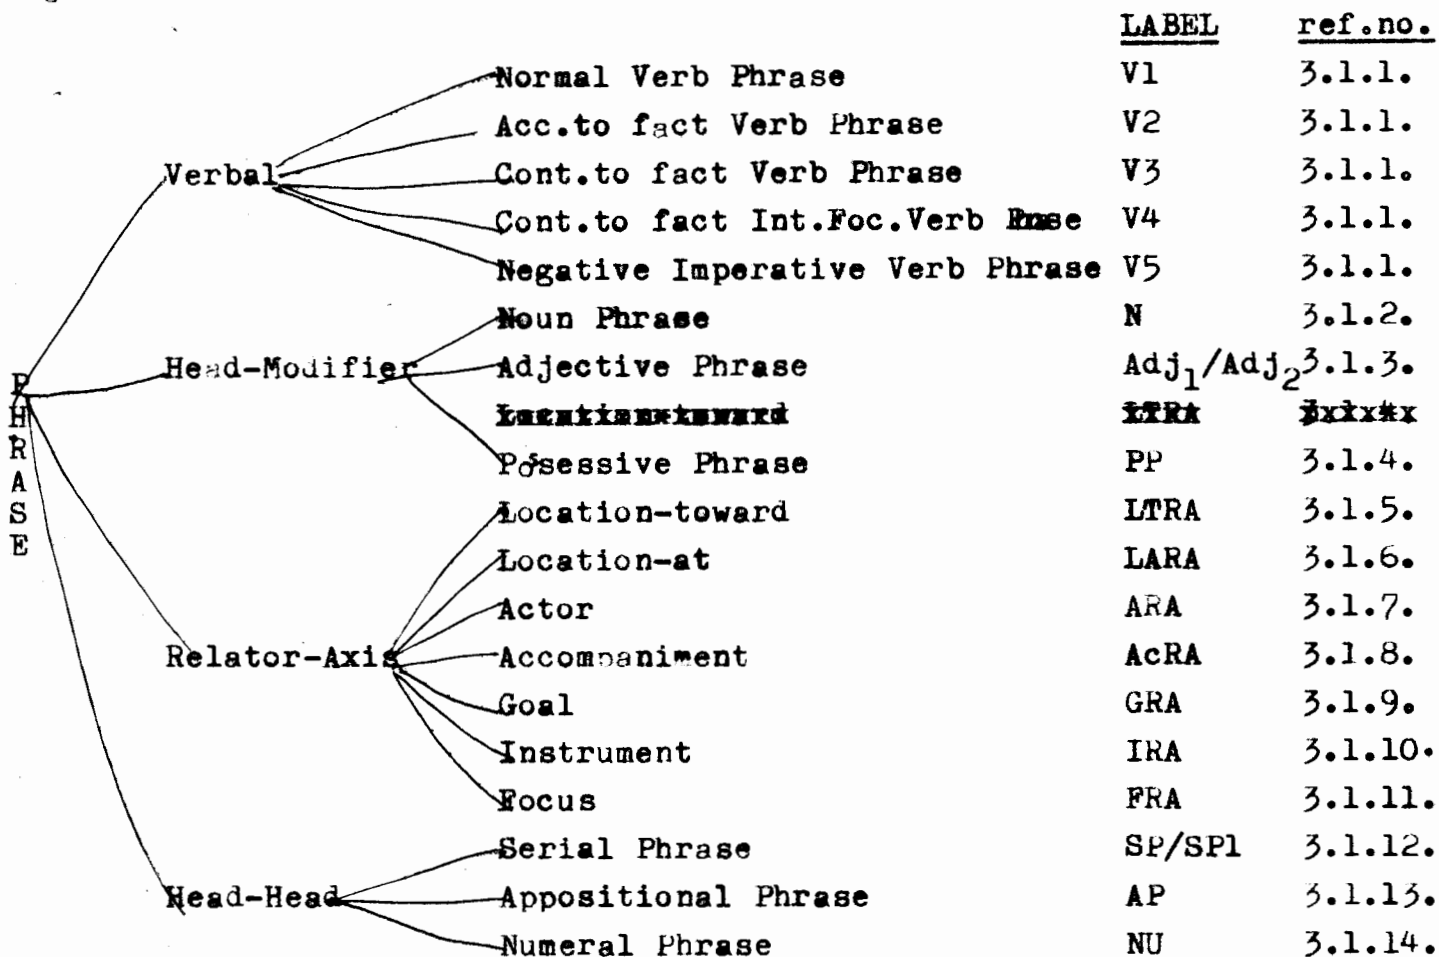 LABEL ref.no.
Normal Verb Phrase V1 3.1.1.
Acc.to fact Verb Phrase V2 3.1.1.
Verbal Cont.to fact Verb Phrase V3 3.1.1.
Cont.to fact Int.Foc.Verb V4 3.1.1.
Negative Imperative Verb Phrase V5 3.1.1.
Noun Phrase N 3.1.2.
Head-Modifier Adjective Phrase Adj1/Adj2 3.1.3.
PHRASE
Posessive Phrase PP 3.1.4.
Location-toward LTRA 3.1.5.
Location-at LARA 3.1.6.
Actor ARA 3.1.7.
Relator-Axis Accompaniment AcRA 3.1.8.
Goal GRA 3.1.9.
Instrument IRA 3.1.10.
Focus FRA 3.1.11.
Serial Phrase SP/SP1 3.1.12.
Head-Head Appositional Phrase AP 3.1.13.
Numeral Phrase NU 3.1.14.